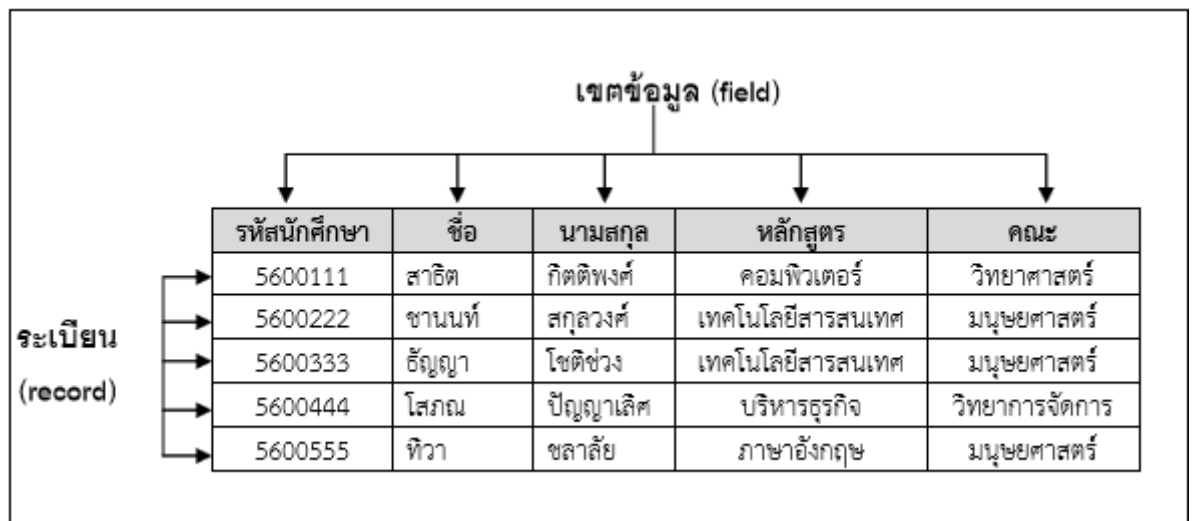 เขตข้อมูล (field)
รหัสนักศึกษา ชื่อ นามสกุล หลักสูตร คณะ
5600111 สาธิต กิตติพงศ์ คอมพิวเตอร์ วิทยาศาสตร์
5600222 ชานนท์ สกุลวงศ์ เทคโนโลยีสารสนเทศ มนุษยศาสตร์
ระเบียน
5600333 ธัญญา โชติช่วง เทคโนโลยีสารสนเทศ มนุษยศาสตร์
(record)
5600444 โสภณ ปัญญาเลิศ บริหารธุรกิจ วิทยาการจัดการ
5600555 ทิวา ชลาลัย ภาษาอังกฤษ มนุษยศาสตร์